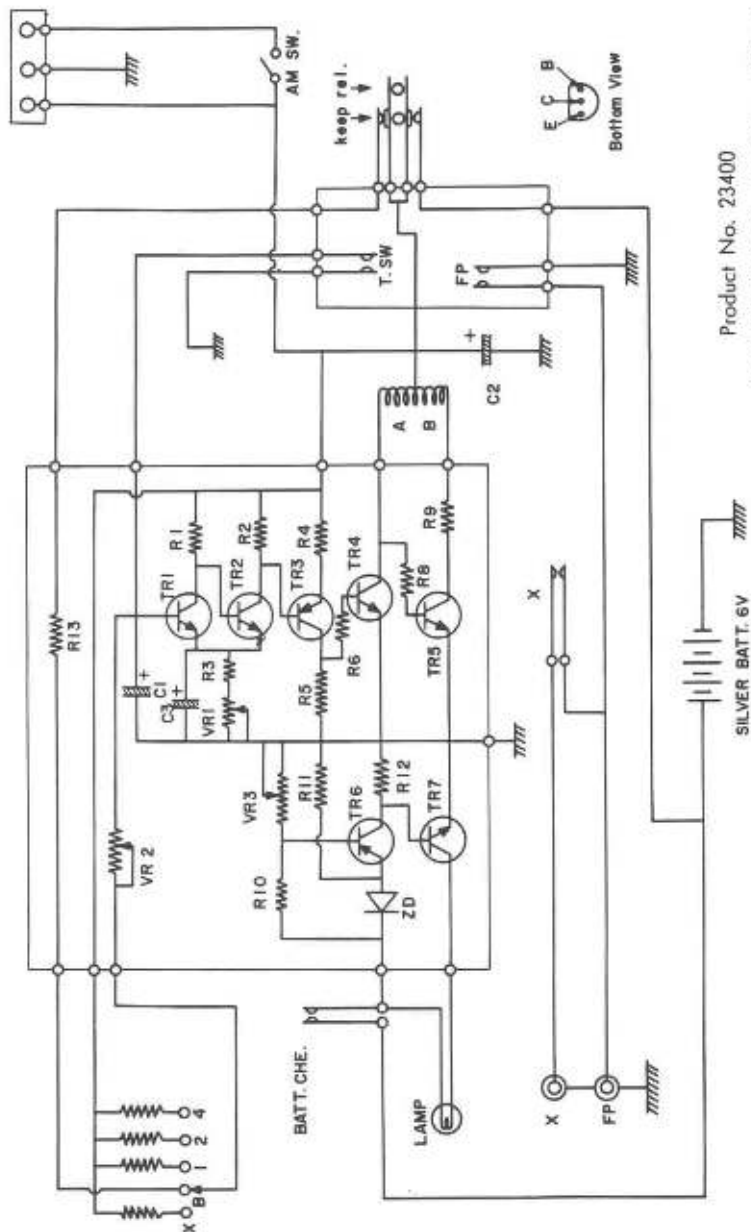 X
B
1
2
4
VR 2
R13
BATT. CHE.
LAMP
R10
VR3
R11
ZD
TR6
R12
TR7
C1
C3
VR1
R3
R5
R6
TR1
TR2
TR3
TR4
TR5
R1
R2
R4
R8
R9
A
B
C2
T. SW
FP
AM SW.
keep rel.
X
FP
X
SILVER BATT. 6V
E
C
B
Bottom View
Product No. 23400